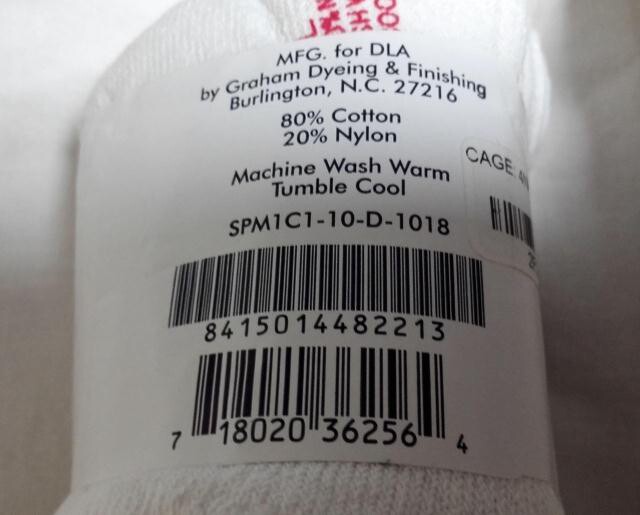 MFG. for DLA
by Graham Dyeing & Finishing
Burlington, N.C. 27216
80% Cotton
20% Nylon
Machine Wash Warm
Tumble Cool
CAGE:
SPM1C1-10-D-1018
8415014482213
7 18020 36256 4